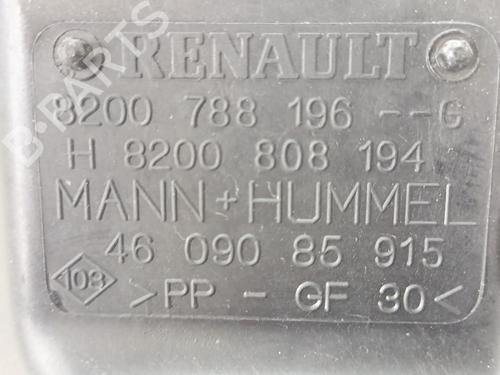 RENAULT
8200 788 196 --G
H 8200 808 194
MANN+HUMMEL
46 090 85 915
103 >PP - GF 30<
B-PARTS